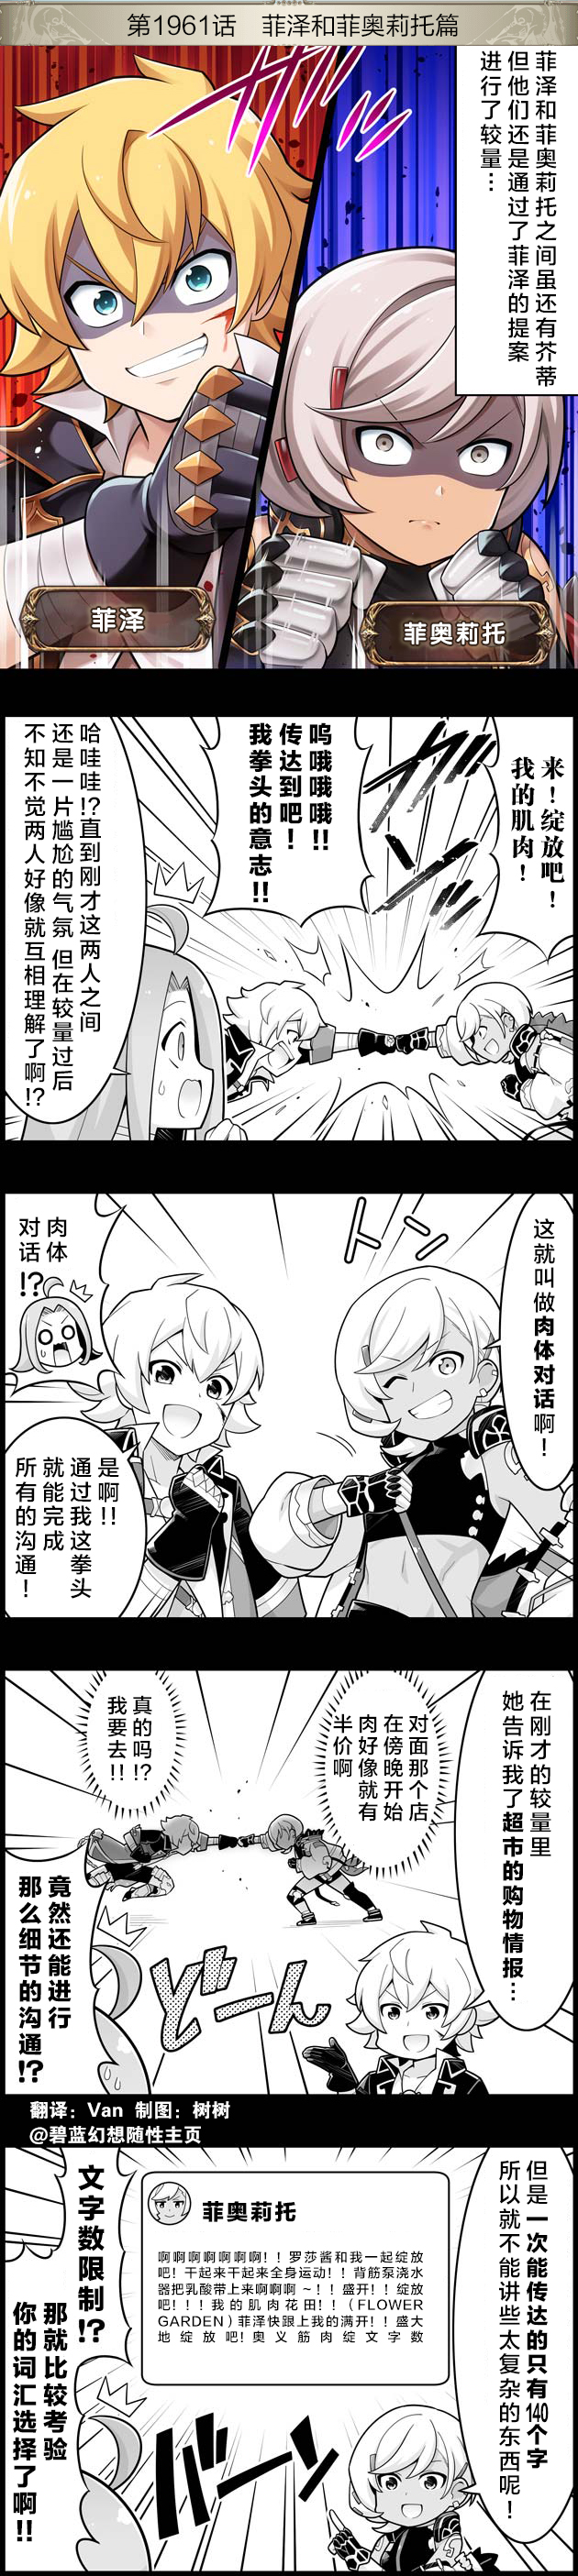 第1961话　菲泽和菲奥莉托篇
菲泽和菲奥莉托之间虽还有芥蒂
但他们还是通过了菲泽的提案
进行了较量…
菲泽
菲奥莉托
来！绽放吧！
我的肌肉！
ガッ
ガッ
呜哦哦哦!!
传达到吧！
我拳头的意志!!
哈哇哇!?直到刚才这两人之间
还是一片尴尬的气氛 但在较量过后
不知不觉两人好像就互相理解了啊!?
这就叫做肉体对话啊！
ドン
肉体
对话
!?
是啊!!
通过我这拳头
就能完成
所有的沟通！
在刚才的较量里
她告诉我了超市的购物情报…
对面那个店
在傍晚开始
肉好像就有
半价啊
真的吗!?
我要去!!
どーん
竟然还能进行
那么细节的沟通!?
翻译：Van 制图：树树
@碧蓝幻想随性主页
但是一次能传达的只有140个字
所以就不能讲些太复杂的东西呢！
菲奥莉托
啊啊啊啊啊啊啊！！罗莎酱和我一起绽放
吧！干起来干起来全身运动！！背筋泵浇水
器把乳酸带上来啊啊啊～！！盛开！！绽放
吧！！！我的肌肉花田!！（FLOWER
GARDEN）菲泽快跟上我的满开！！盛大
地绽放吧!奥义筋肉绽文字数
文字数限制!?
那就比较考验
你的词汇选择了啊!!
バーン